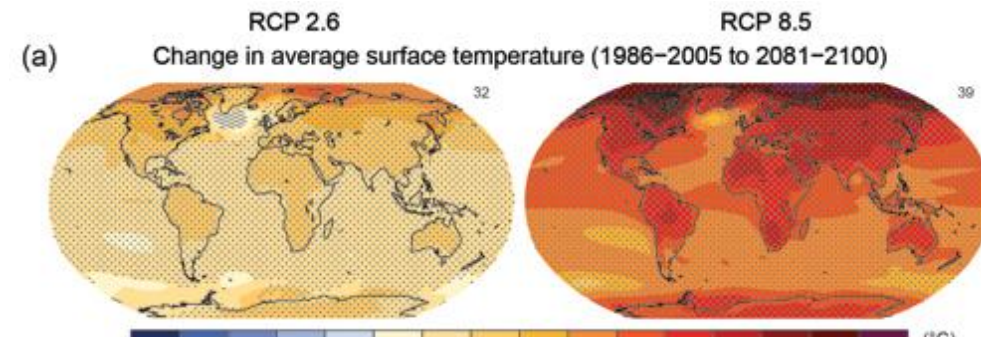 RCP 2.6 RCP 8.5
(a) Change in average surface temperature (1986−2005 to 2081−2100)
32 39
(°C)